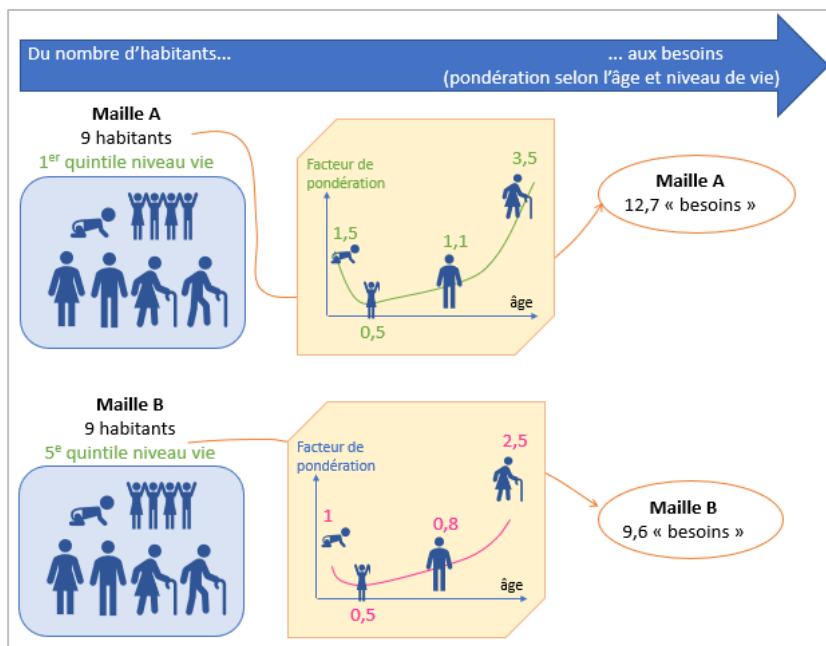 Du nombre d'habitants...
... aux besoins
(pondération selon l'âge et niveau de vie)
Maille A
9 habitants
1er quintile niveau vie
Facteur de
pondération
3,5
1,5
1,1
0,5
âge
Maille A
12,7 « besoins »
Maille B
9 habitants
5e quintile niveau vie
Facteur de
pondération
2,5
1
0,8
0,5
âge
Maille B
9,6 « besoins »